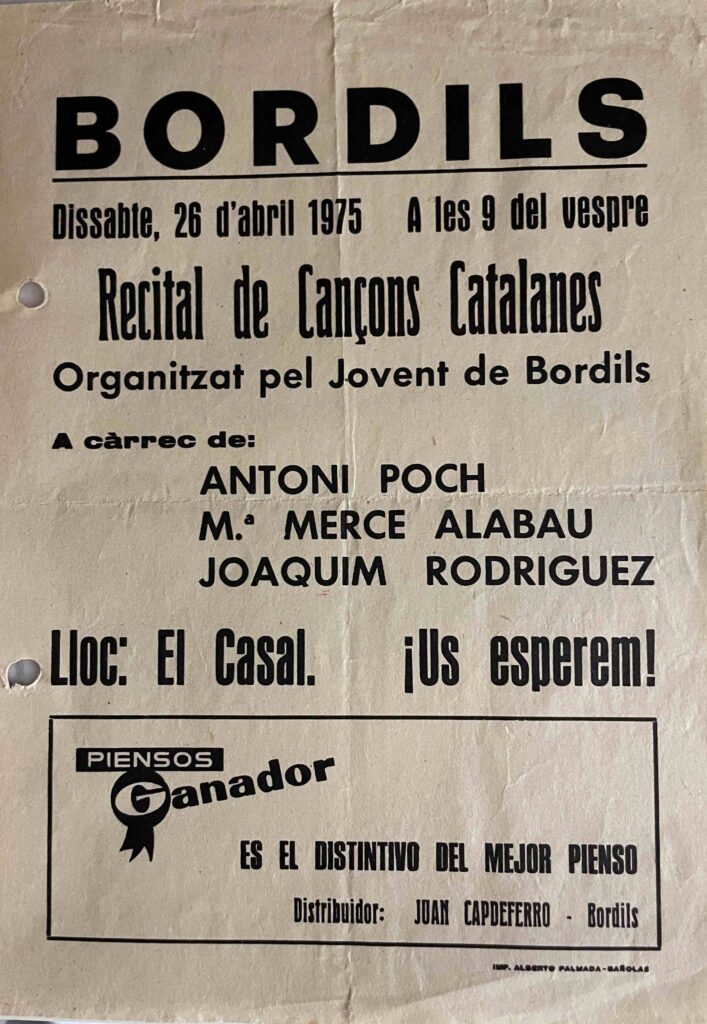 BORDILS
Dissabte, 26 d'abril 1975 A les 9 del vespre
Recital de Cançons Catalanes
Organitzat pel Jovent de Bordils
A càrrec de:
ANTONI POCH
M.ª MERCE ALABAU
JOAQUIM RODRIGUEZ
Lloc: El Casal. ¡Us esperem!
PIENSOS
Ganador
ES EL DISTINTIVO DEL MEJOR PIENSO
Distribuidor: JUAN CAPDEFERRO - Bordils
IMP. ALBERTO PALMADA-BAÑOLAS